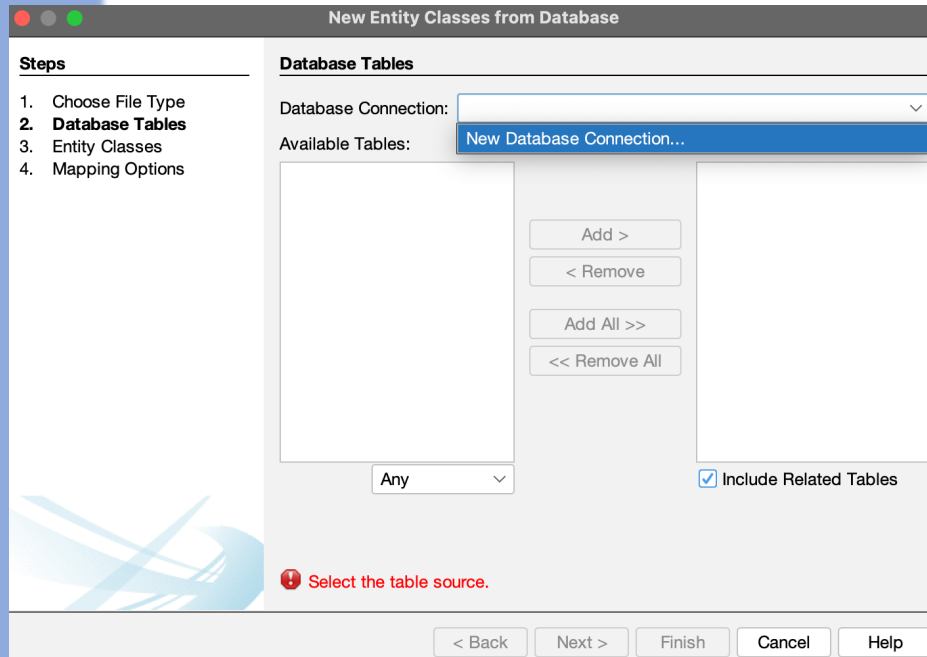 New Entity Classes from Database
Steps
1. Choose File Type
2. Database Tables
3. Entity Classes
4. Mapping Options
Database Tables
Database Connection:
New Database Connection...
Available Tables:
Add >
< Remove
Add All >>
<< Remove All
Any
Include Related Tables
Select the table source.
< Back Next > Finish Cancel Help